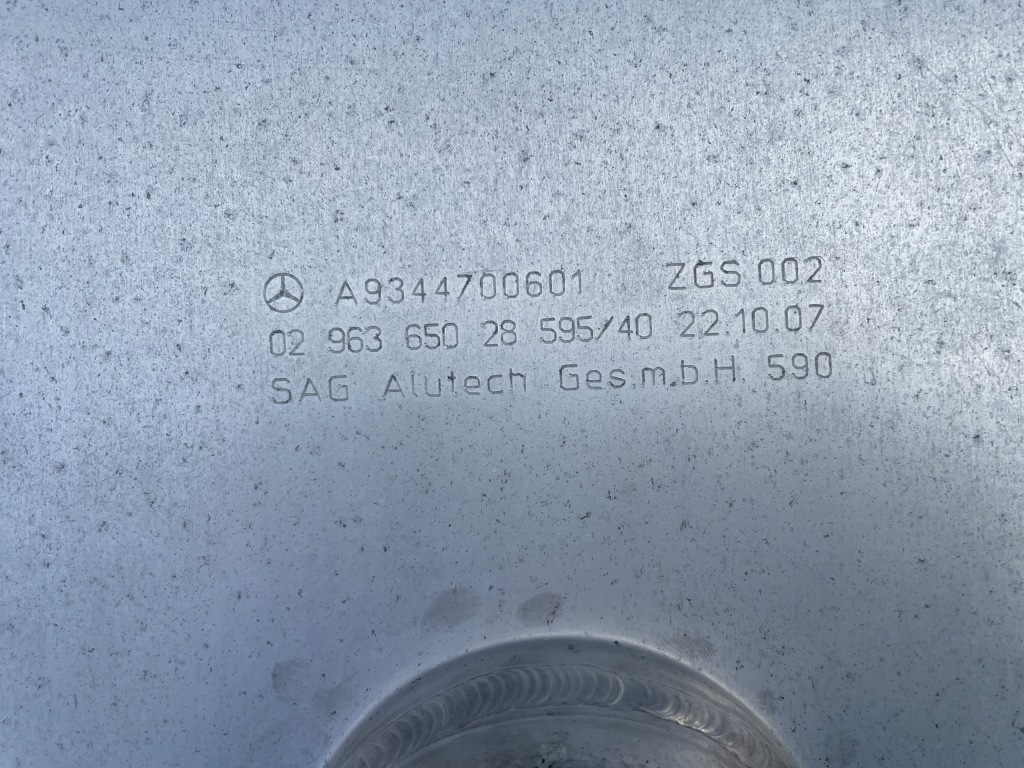 A9344700601 ZGS 002
02 963 650 28 595/40 22.10.07
SAG Alutech Ges.m.b.H. 590